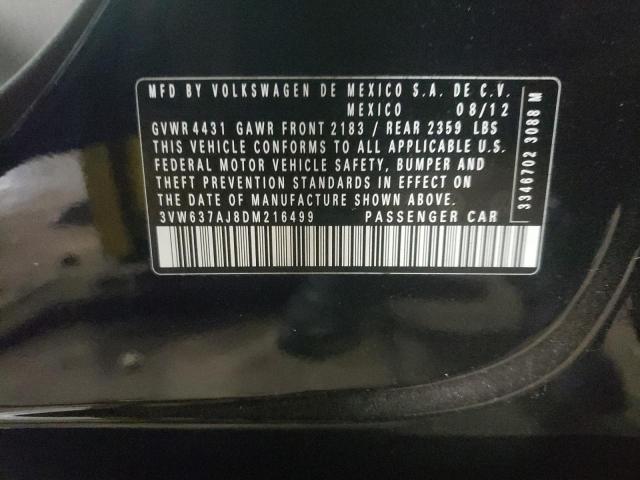 MFD BY VOLKSWAGEN DE MEXICO S.A. DE C.V.
MEXICO 08/12
GVWR 4431 GAWR FRONT 2183 / REAR 2359 LBS
THIS VEHICLE CONFORMS TO ALL APPLICABLE U.S.
FEDERAL MOTOR VEHICLE SAFETY, BUMPER AND
THEFT PREVENTION STANDARDS IN EFFECT ON
THE DATE OF MANUFACTURE SHOWN ABOVE.
3VW637AJ8DM216499 PASSENGER CAR
3346702 3088 M